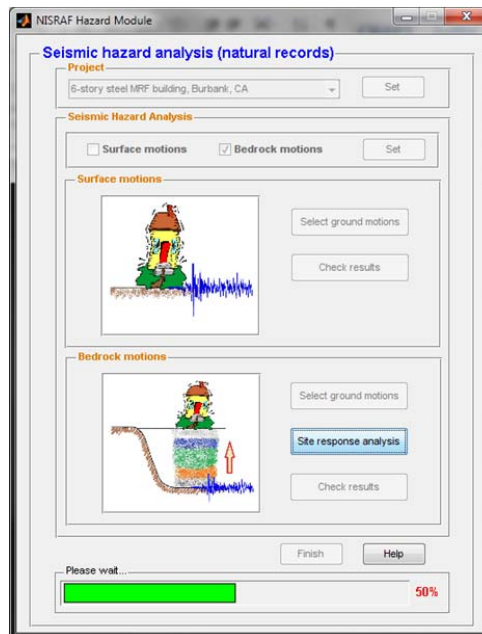 NISRAF Hazard Module
Seismic hazard analysis (natural records)
Project
6-story steel MRF building, Burbank, CA
Set
Seismic Hazard Analysis
Surface motions
Bedrock motions
Set
Surface motions
Select ground motions
Check results
Bedrock motions
Select ground motions
Site response analysis
Check results
Finish
Help
Please wait...
50%